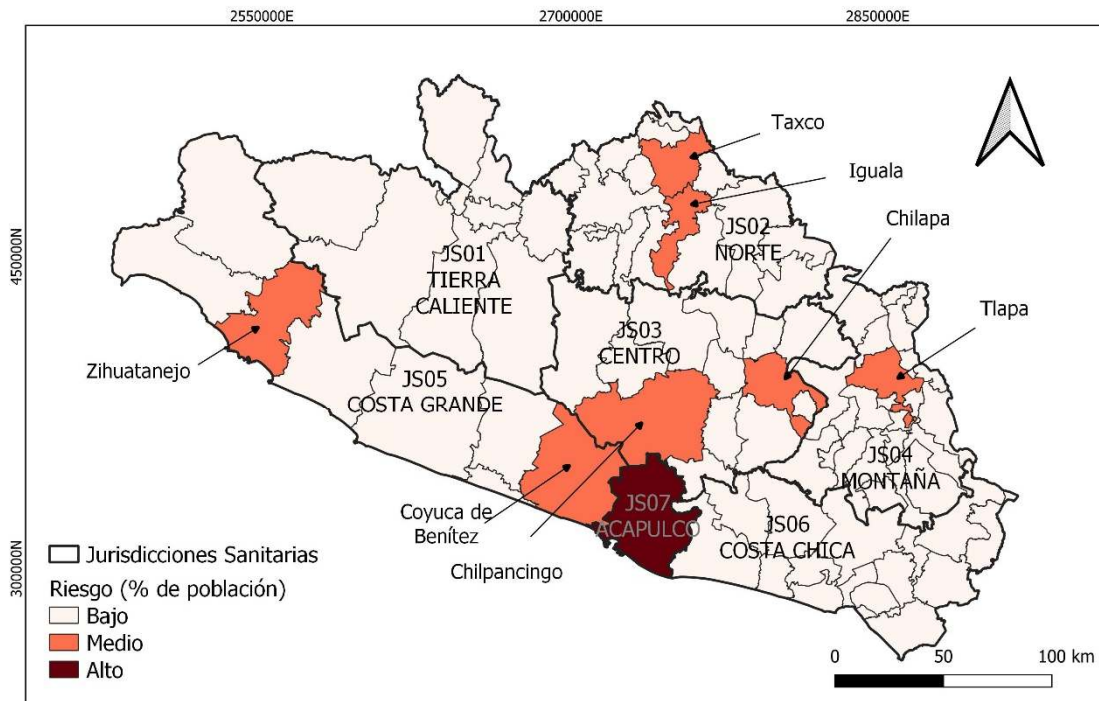 2550000E
2700000E
2850000E
4500000N
3000000N
Taxco
Iguala
Chilapa
JS02
NORTE
JS01
TIERRA
CALIENTE
Tlapa
JS03
CENTRO
Zihuatanejo
JS05
COSTA GRANDE
JS04
MONTAÑA
Coyuca de
Benítez
JS07
ACAPULCO
JS06
COSTA CHICA
Chilpancingo
Jurisdicciones Sanitarias
Riesgo (% de población)
Bajo
Medio
Alto
0 50 100 km